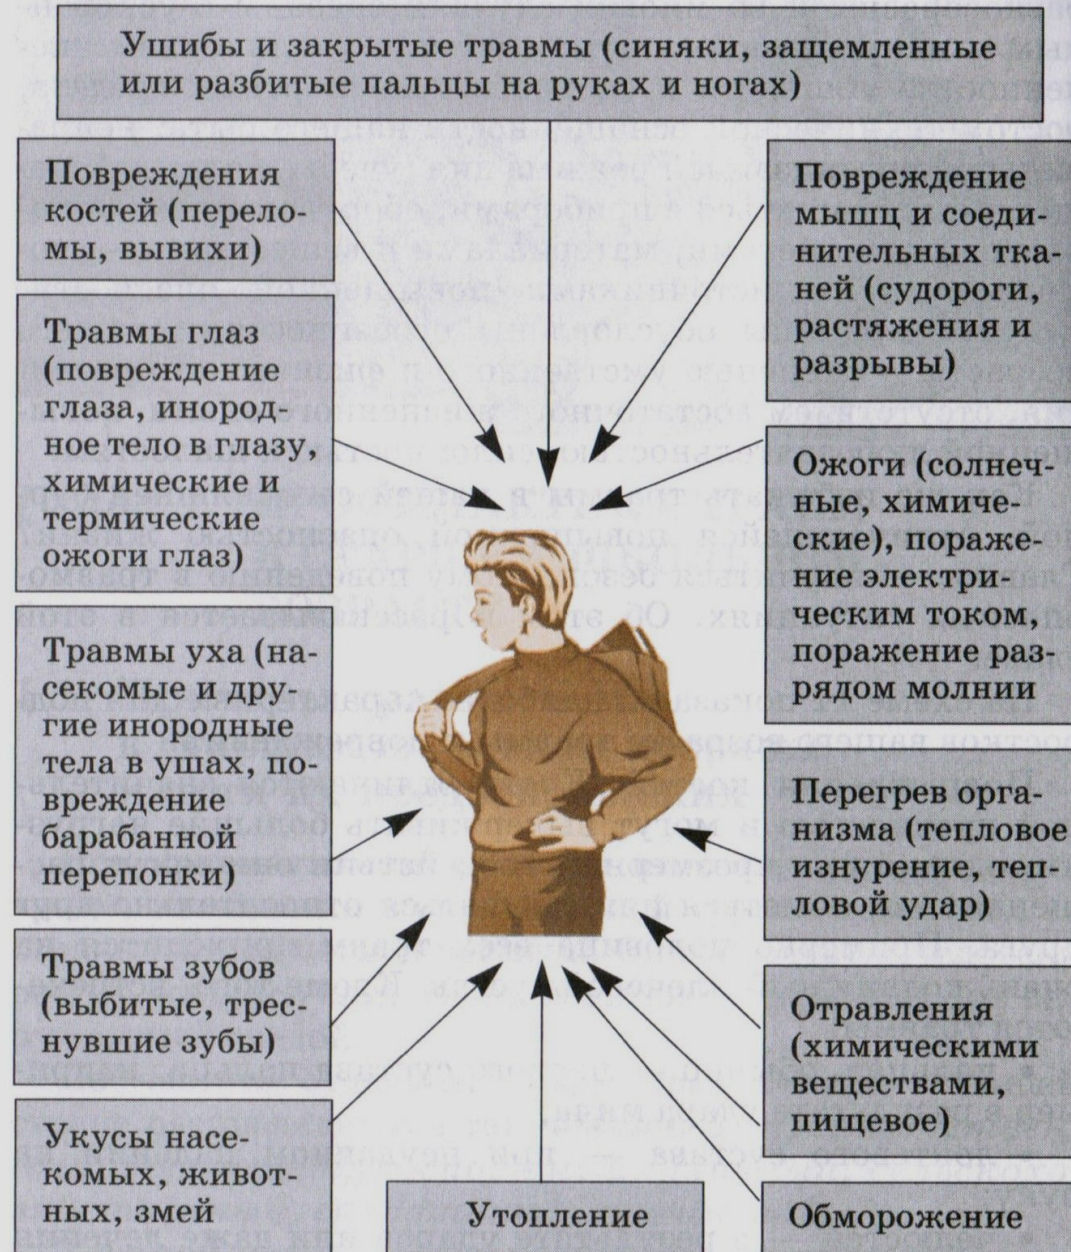 Ушибы и закрытые травмы (синяки, защемленные
или разбитые пальцы на руках и ногах)
Повреждения
костей (перело-
мы, вывихи)
Травмы глаз
(повреждение
глаза, инород-
ное тело в глазу,
химические и
термические
ожоги глаз)
Травмы уха (на-
секомые и дру-
гие инородные
тела в ушах, по-
вреждение
барабанной
перепонки)
Травмы зубов
(выбитые, трес-
нувшие зубы)
Укусы насе-
комых, живот-
ных, змей
Утопление
Повреждение
мышц и соеди-
нительных тка-
ней (судороги,
растяжения и
разрывы)
Ожоги (солнеч-
ные, химиче-
ские), пораже-
ние электри-
ческим током,
поражение раз-
рядом молнии
Перегрев орга-
низма (тепловое
изнурение, теп-
ловой удар)
Отравления
(химическими
веществами,
пищевое)
Обморожение